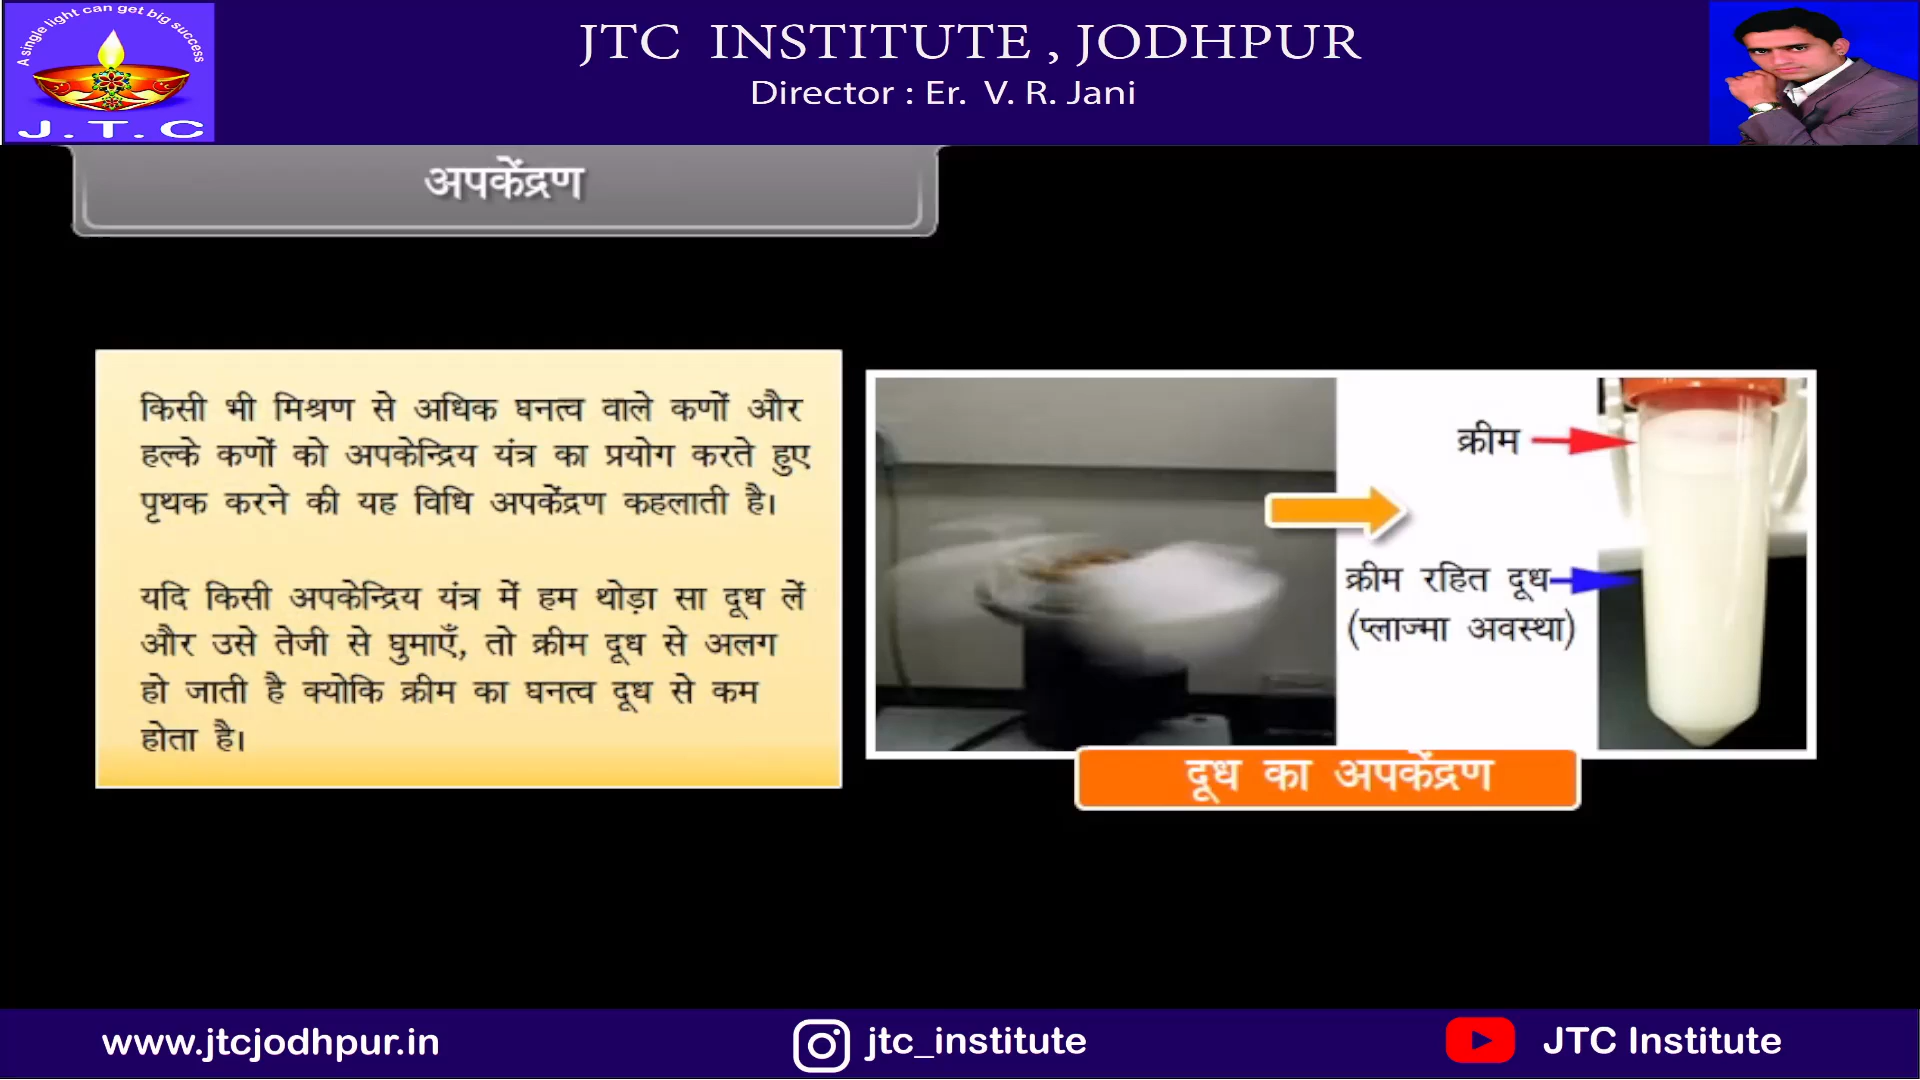 A single light can get big success
J.T.C
JTC INSTITUTE , JODHPUR
Director : Er. V. R. Jani
अपकेंद्रण
किसी भी मिश्रण से अधिक घनत्व वाले कणों और
हल्के कणों को अपकेन्द्रिय यंत्र का प्रयोग करते हुए
पृथक करने की यह विधि अपकेंद्रण कहलाती है।
यदि किसी अपकेन्द्रिय यंत्र में हम थोड़ा सा दूध लें
और उसे तेजी से घुमाएँ, तो क्रीम दूध से अलग
हो जाती है क्योकि क्रीम का घनत्व दूध से कम
होता है।
क्रीम
क्रीम रहित दूध
(प्लाज्मा अवस्था)
दूध का अपकेंद्रण
www.jtcjodhpur.in
jtc_institute
JTC Institute